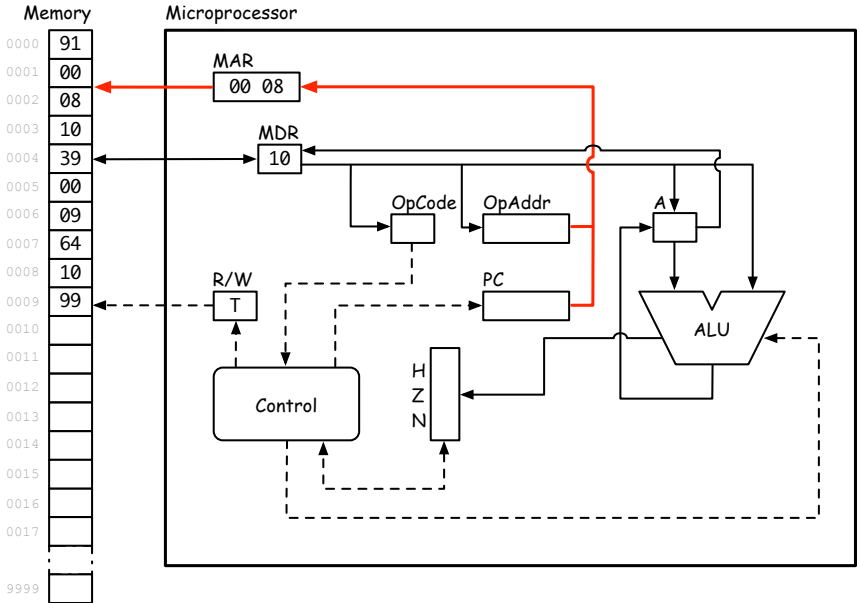 Memory
Microprocessor
0000 91
0001 00
0002 08
0003 10
0004 39
0005 00
0006 09
0007 64
0008 10
0009 99
0010
0011
0012
0013
0014
0015
0016
0017
9999
MAR
00 08
MDR
10
OpCode
OpAddr
A
R/W
T
PC
ALU
H
Z
N
Control